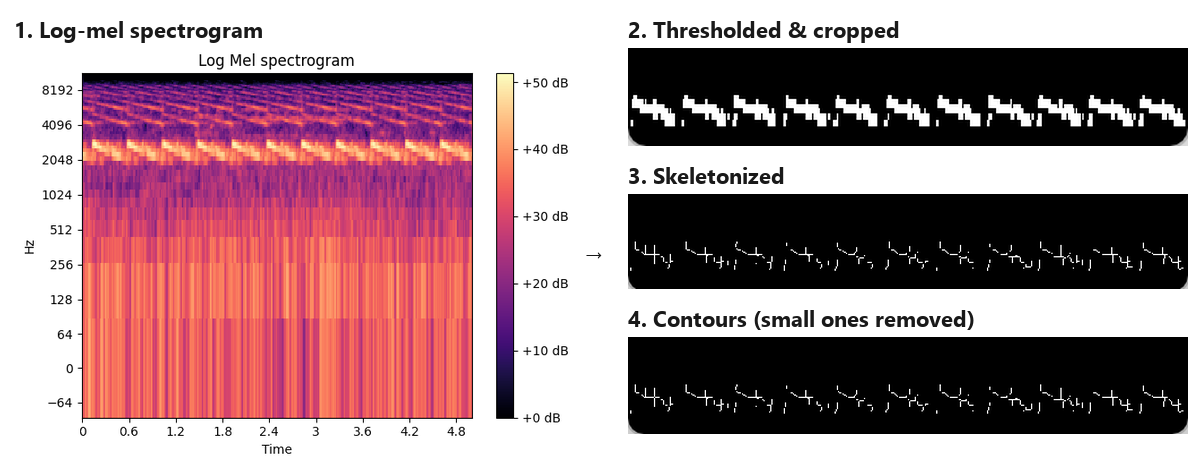 1. Log-mel spectrogram
Log Mel spectrogram
Hz
8192
4096
2048
1024
512
256
128
64
0
−64
0 0.6 1.2 1.8 2.4 3 3.6 4.2 4.8
Time
+50 dB
+40 dB
+30 dB
+20 dB
+10 dB
+0 dB
→
2. Thresholded & cropped
3. Skeletonized
4. Contours (small ones removed)